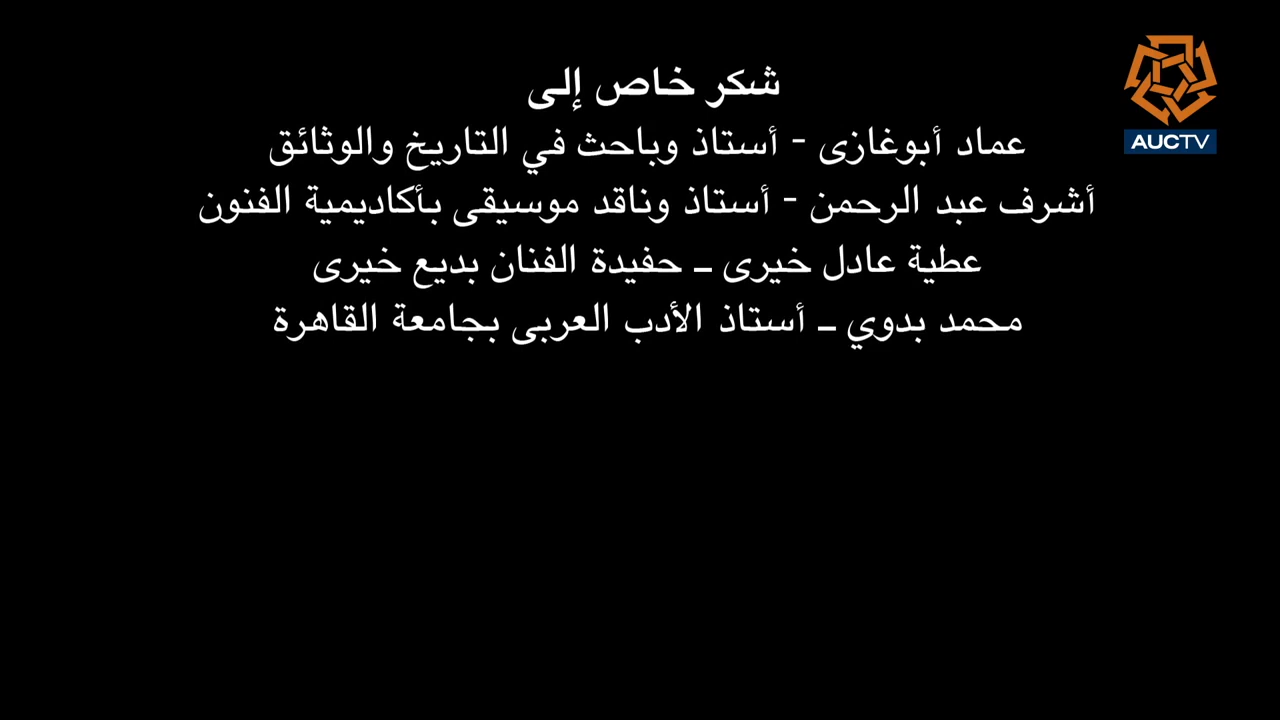 شكر خاص إلى
عماد أبوغازى - أستاذ وباحث في التاريخ والوثائق
أشرف عبد الرحمن - أستاذ وناقد موسيقى بأكاديمية الفنون
عطية عادل خيرى ـ حفيدة الفنان بديع خيرى
محمد بدوي ـ أستاذ الأدب العربى بجامعة القاهرة
AUCTV